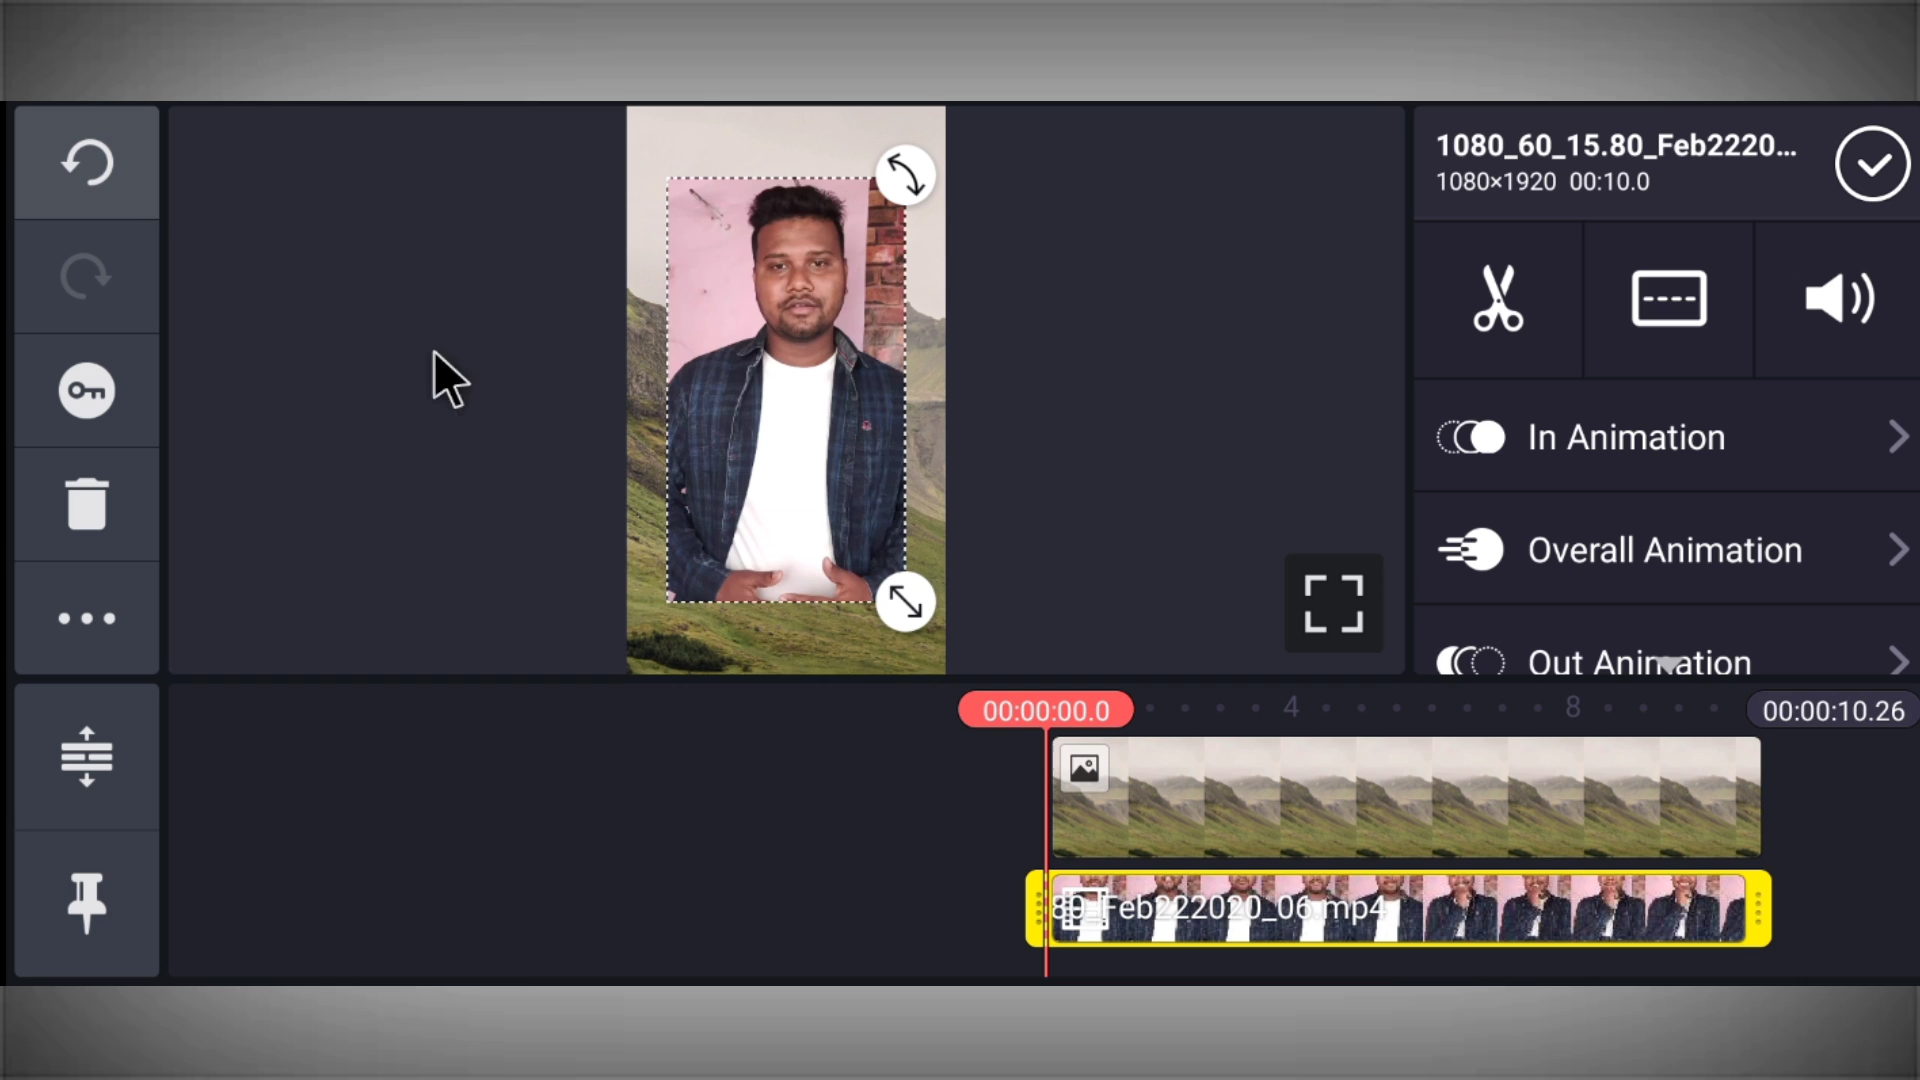 1080_60_15.80_Feb2220...
1080×1920 00:10.0
In Animation
Overall Animation
Out Animation
00:00:00.0
4
8
00:00:10.26
80_Feb222020_06.mp4